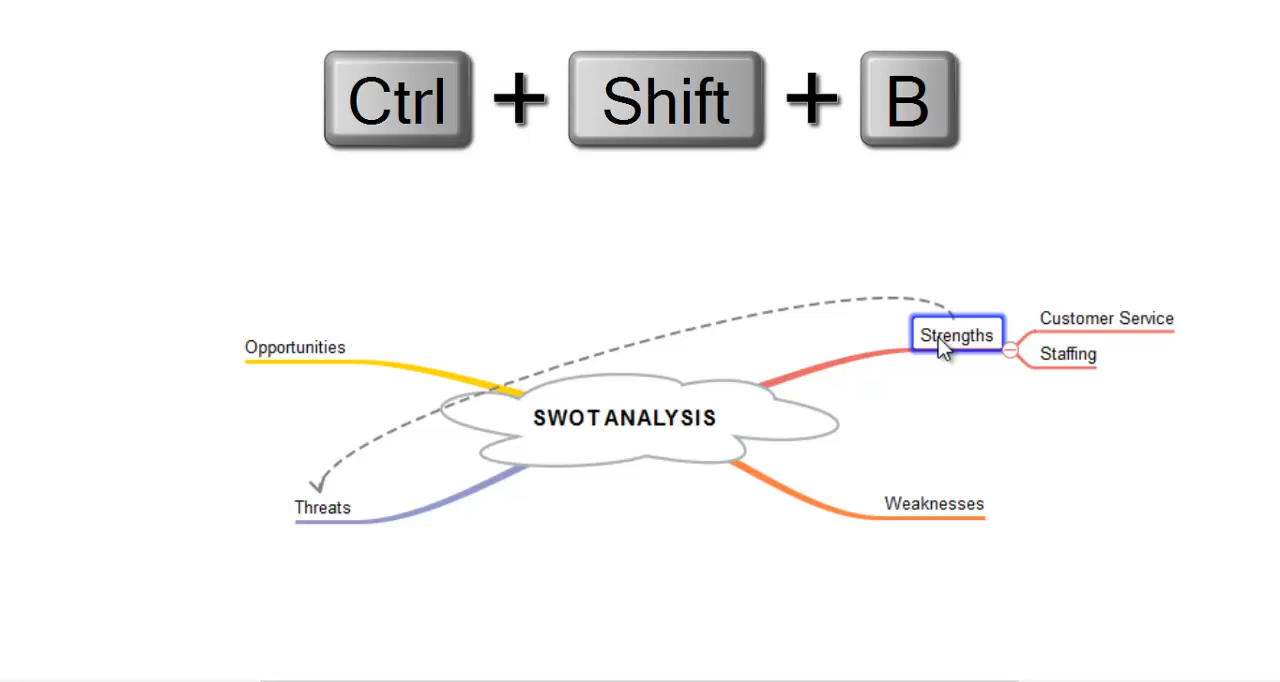 Ctrl + Shift + B
Opportunities
Strengths
Customer Service
Staffing
SWOT ANALYSIS
Threats
Weaknesses